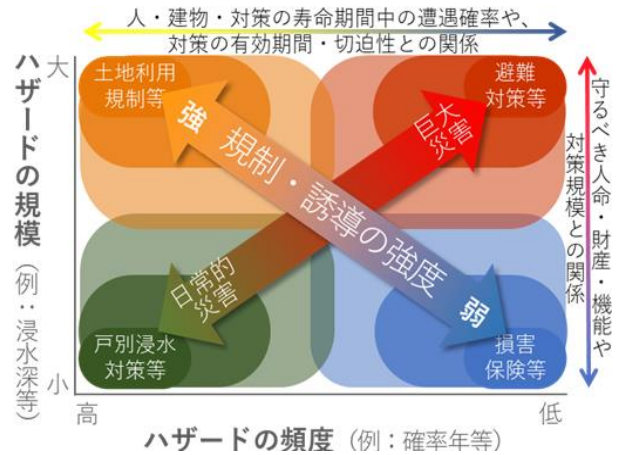 人・建物・対策の寿命期間中の遭遇確率や、
対策の有効期間・切迫性との関係
ハザードの規模
（例：浸水深等）
大
小
土地利用
規制等
避難
対策等
強
巨大
災害
規制・誘導の強度
日常的
災害
弱
戸別浸水
対策等
損害
保険等
守るべき人命・財産・機能や
対策規模との関係
高
低
ハザードの頻度（例：確率年等）